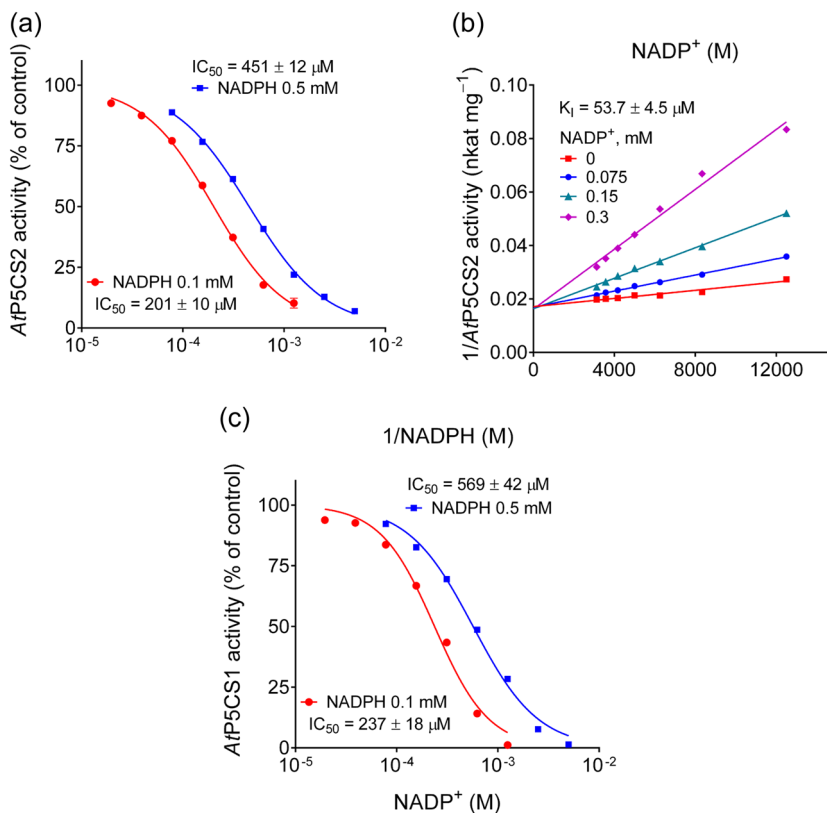 (a)
IC50 = 451 ± 12 μM
NADPH 0.5 mM
100
75
50
25
0
AtP5CS2 activity (% of control)
NADPH 0.1 mM
IC50 = 201 ± 10 μM
10-5
10-4
10-3
10-2
(b)
NADP+ (M)
0.10
0.08
0.06
0.04
0.02
0.00
1/AtP5CS2 activity (nkat mg−1)
KI = 53.7 ± 4.5 μM
NADP+, mM
0
0.075
0.15
0.3
0
4000
8000
12000
(c)
1/NADPH (M)
IC50 = 569 ± 42 μM
NADPH 0.5 mM
100
75
50
25
0
AtP5CS1 activity (% of control)
NADPH 0.1 mM
IC50 = 237 ± 18 μM
10-5
10-4
10-3
10-2
NADP+ (M)